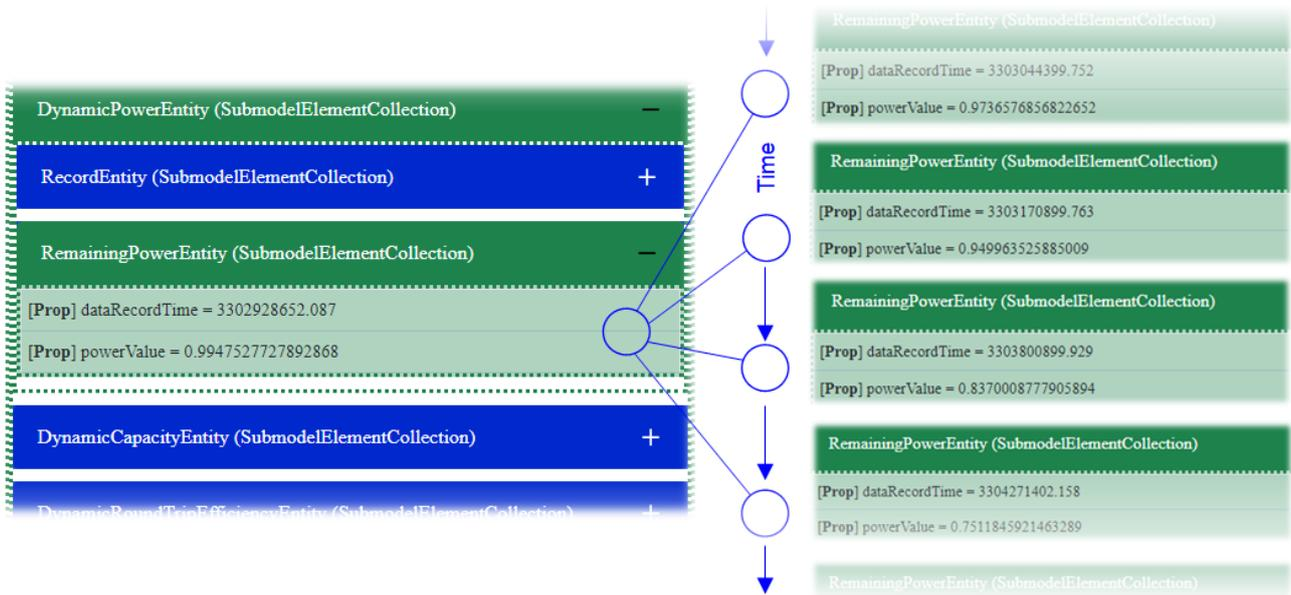 DynamicPowerEntity (SubmodelElementCollection)
RecordEntity (SubmodelElementCollection)
RemainingPowerEntity (SubmodelElementCollection)
[Prop] dataRecordTime = 3302928652.087
[Prop] powerValue = 0.9947527727892868
DynamicCapacityEntity (SubmodelElementCollection)
DynamicRoundTripEfficiencyEntity (SubmodelElementCollection)
Time
RemainingPowerEntity (SubmodelElementCollection)
[Prop] dataRecordTime = 3303044399.752
[Prop] powerValue = 0.9736576856822652
RemainingPowerEntity (SubmodelElementCollection)
[Prop] dataRecordTime = 3303170899.763
[Prop] powerValue = 0.949963525885009
RemainingPowerEntity (SubmodelElementCollection)
[Prop] dataRecordTime = 3303800899.929
[Prop] powerValue = 0.8370008777905894
RemainingPowerEntity (SubmodelElementCollection)
[Prop] dataRecordTime = 3304271402.158
[Prop] powerValue = 0.7511845921463289
RemainingPowerEntity (SubmodelElementCollection)